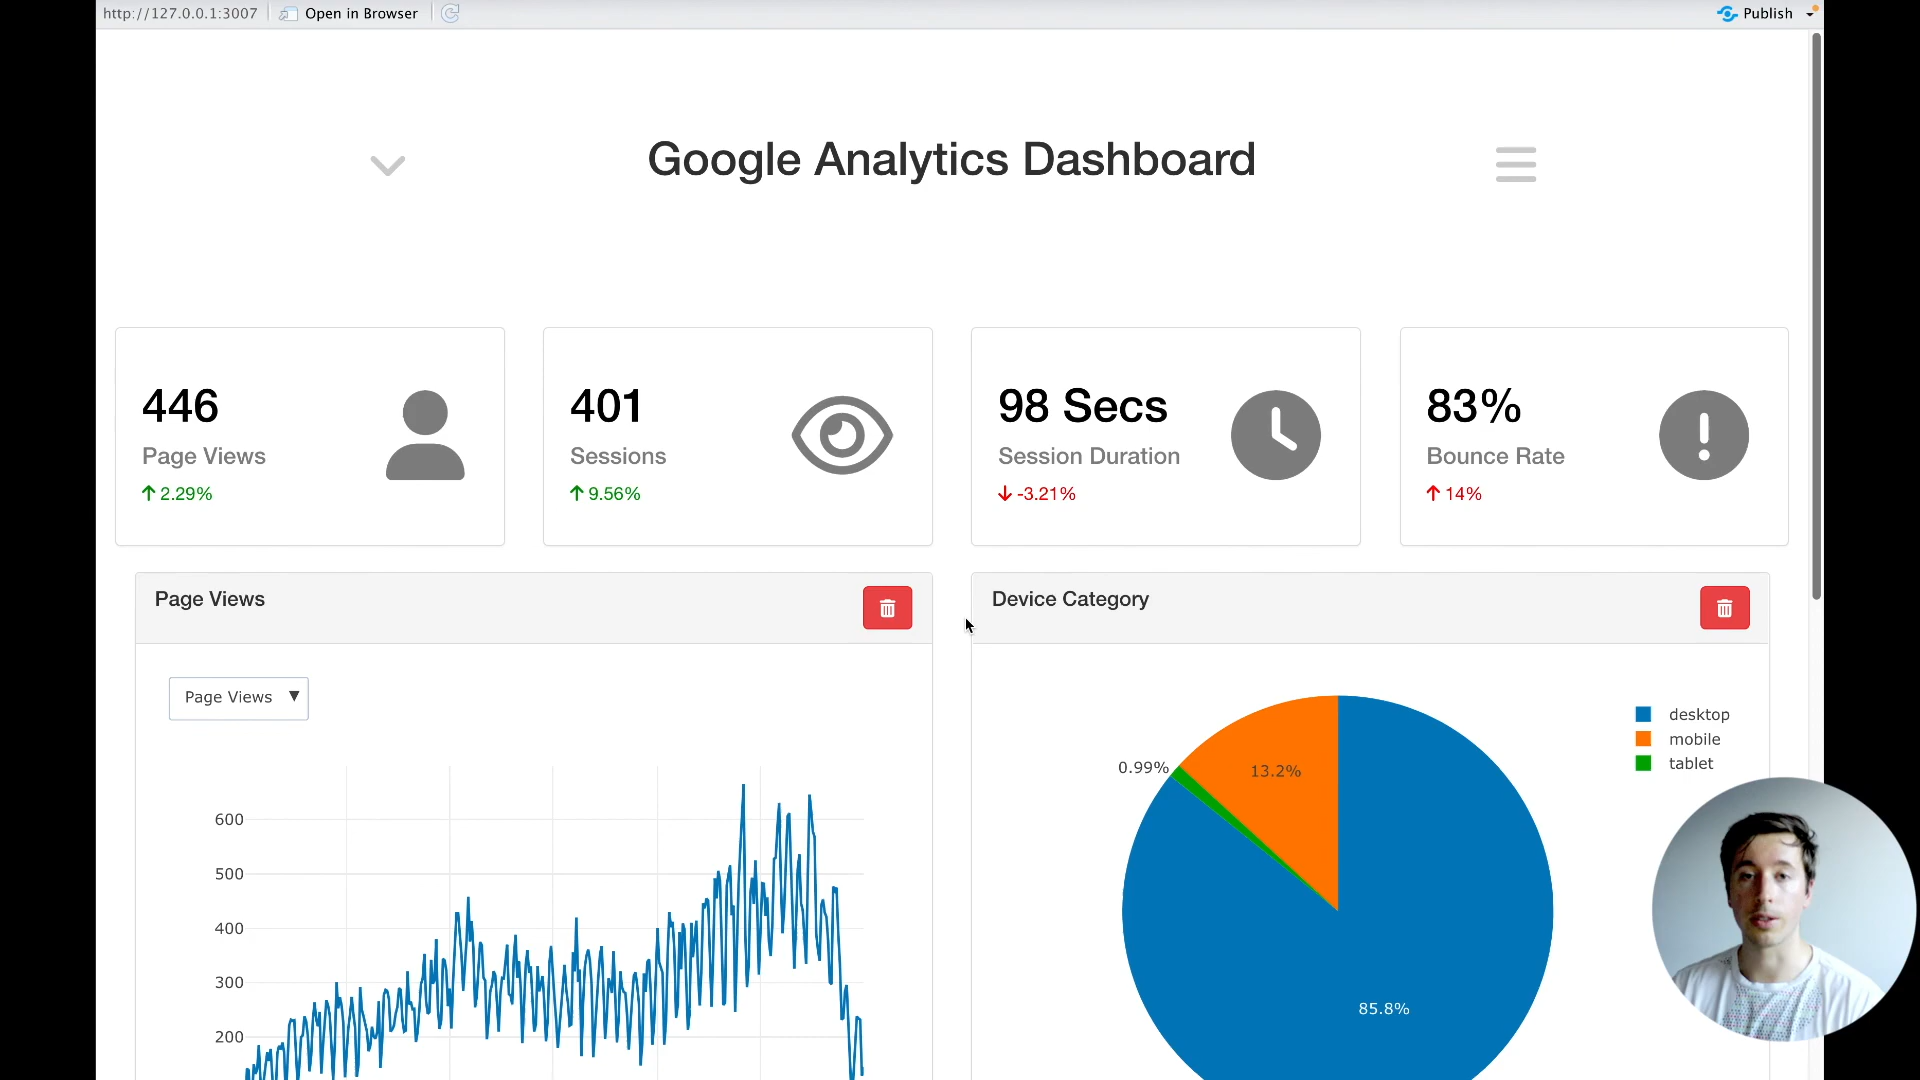 http://127.0.0.1:3007 Open in Browser Publish
Google Analytics Dashboard
446
Page Views
2.29%
401
Sessions
9.56%
98 Secs
Session Duration
-3.21%
83%
Bounce Rate
14%
Page Views
Device Category
Page Views ▼
600
500
400
300
200
0.99%
13.2%
85.8%
desktop
mobile
tablet